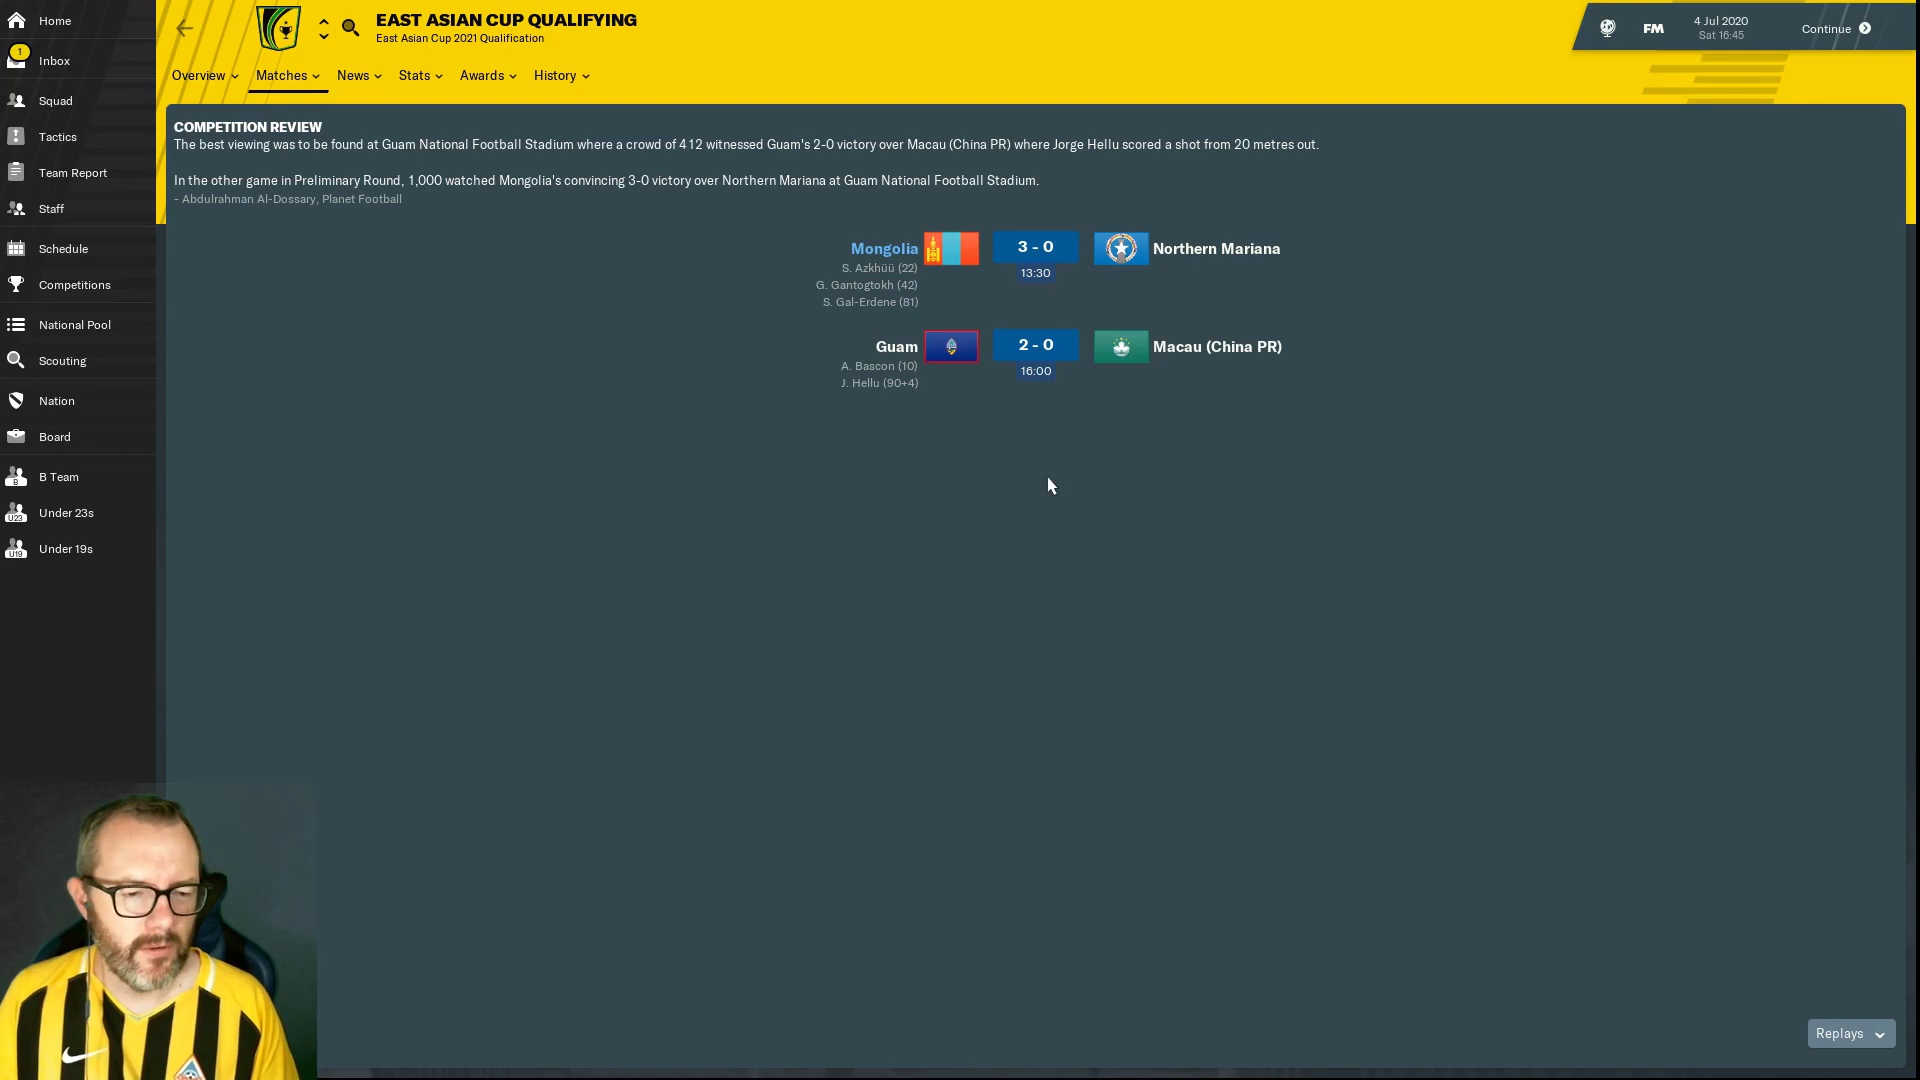 Home
1
Inbox
Squad
Tactics
Team Report
Staff
Schedule
Competitions
National Pool
Scouting
Nation
Board
B
B Team
U23
Under 23s
U19
Under 19s
EAST ASIAN CUP QUALIFYING
East Asian Cup 2021 Qualification
FM
4 Jul 2020
Sat 16:45
Continue
Overview
Matches
News
Stats
Awards
History
COMPETITION REVIEW
The best viewing was to be found at Guam National Football Stadium where a crowd of 412 witnessed Guam's 2-0 victory over Macau (China PR) where Jorge Hellu scored a shot from 20 metres out.
In the other game in Preliminary Round, 1,000 watched Mongolia's convincing 3-0 victory over Northern Mariana at Guam National Football Stadium.
- Abdulrahman Al-Dossary, Planet Football
Mongolia 3 - 0 Northern Mariana
S. Azkhüü (22) 13:30
G. Gantogtokh (42)
S. Gal-Erdene (81)
Guam 2 - 0 Macau (China PR)
A. Bascon (10) 16:00
J. Hellu (90+4)
Replays